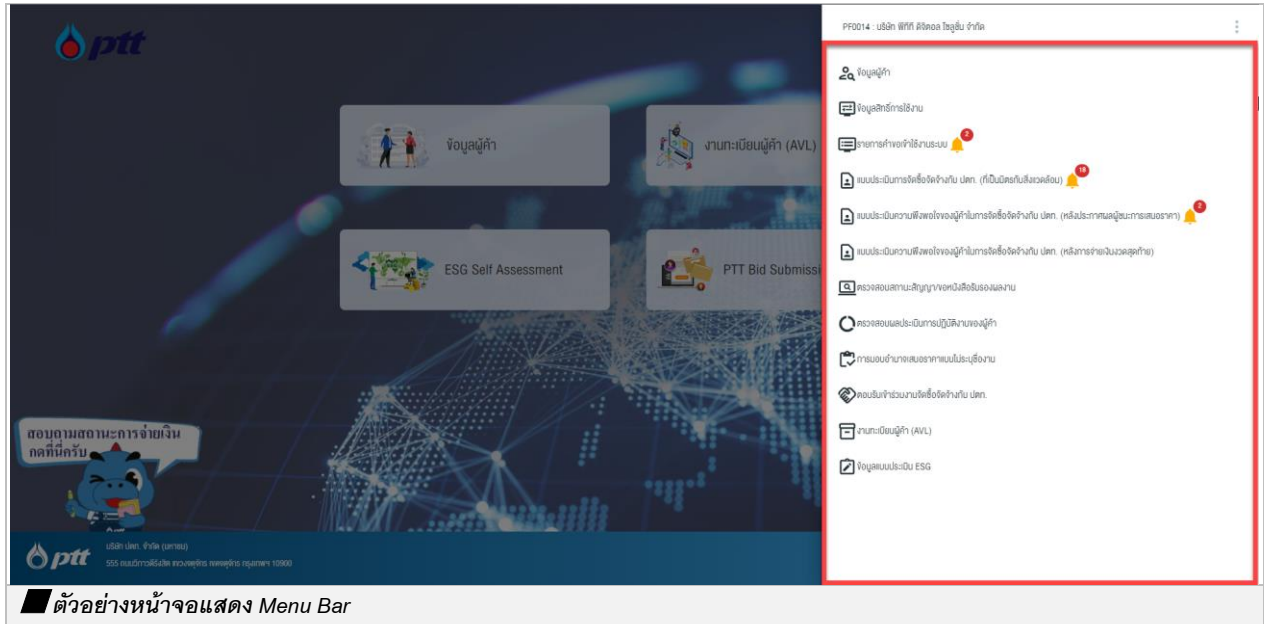 ptt
PF0014 : บริษัท พีทีที ดิจิตอล โซลูชั่น จำกัด
ข้อมูลผู้ค้า
งานทะเบียนผู้ค้า (AVL)
ESG Self Assessment
PTT Bid Submissi
ข้อมูลผู้ค้า
ข้อมูลสิทธิ์การใช้งาน
รายการคำขอเข้าใช้งานระบบ 2
แบบประเมินการจัดซื้อจัดจ้างกับ ปตท. (ที่เป็นมิตรกับสิ่งแวดล้อม)
แบบประเมินความพึงพอใจของผู้ค้าในการจัดซื้อจัดจ้างกับ ปตท. (หลังประกาศผลผู้ชนะการเสนอราคา) 2
แบบประเมินความพึงพอใจของผู้ค้าในการจัดซื้อจัดจ้างกับ ปตท. (หลังการจ่ายเงินงวดสุดท้าย)
ตรวจสอบสถานะสัญญา/ขอหนังสือรับรองผลงาน
ตรวจสอบผลประเมินการปฏิบัติงานของผู้ค้า
การมอบอำนาจเสนอราคาแบบไม่ระบุชื่องาน
ตอบรับเข้าร่วมงานจัดซื้อจัดจ้างกับ ปตท.
งานทะเบียนผู้ค้า (AVL)
ข้อมูลแบบประเมิน ESG
สอบถามสถานะการจ่ายเงิน
กดที่นี่ครับ
ptt
บริษัท ปตท. จำกัด (มหาชน)
555 ถนนวิภาวดีรังสิต แขวงจตุจักร เขตจตุจักร กรุงเทพฯ 10900
ตัวอย่างหน้าจอแสดง Menu Bar